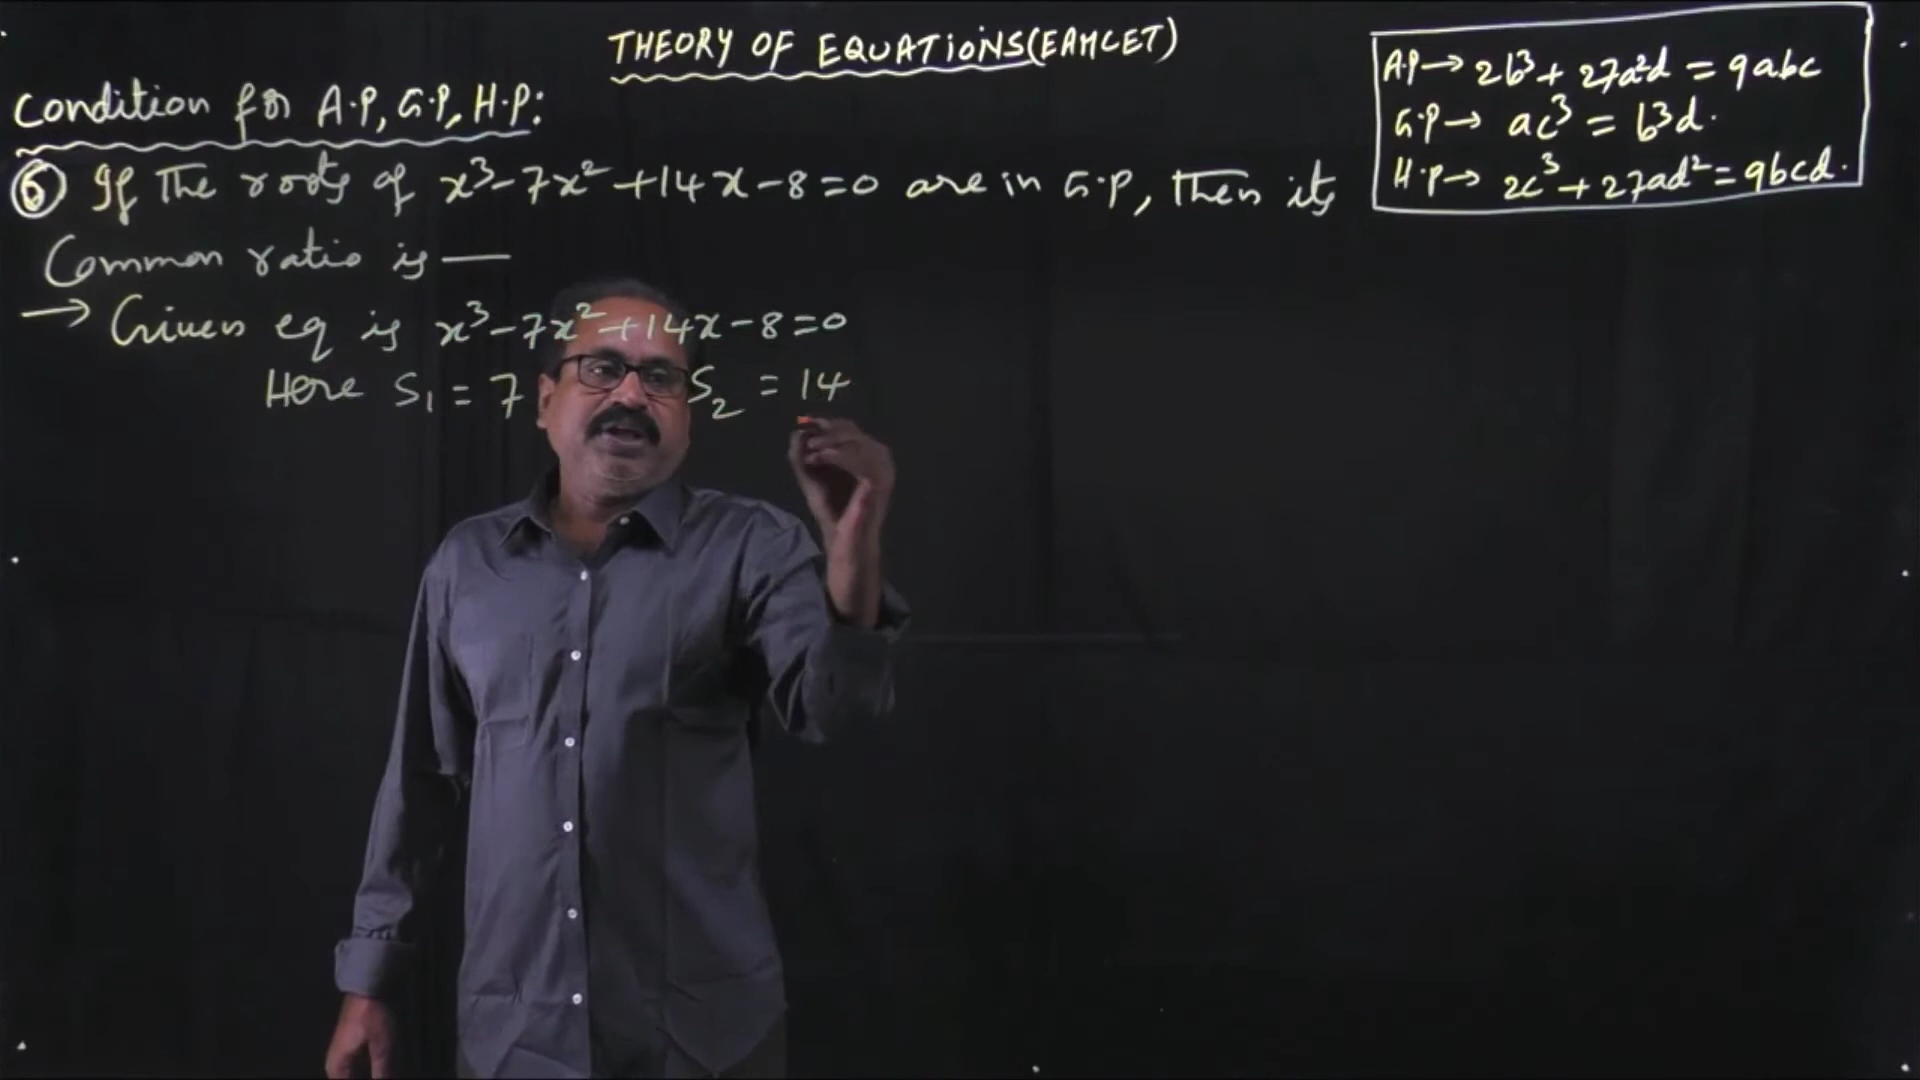 THEORY OF EQUATIONS(EAMCET)
Condition for A.P, G.P, H.P:
A.P → 2b³ + 27a²d = 9abc
G.P → ac³ = b³d.
H.P → 2c³ + 27ad² = 9bcd.
⑥ If The roots of x³ - 7x² + 14x - 8 = 0 are in G.P, Then its
Common ratio is —
→ Given eq is x³ - 7x² + 14x - 8 = 0
Here S₁ = 7 S₂ = 14